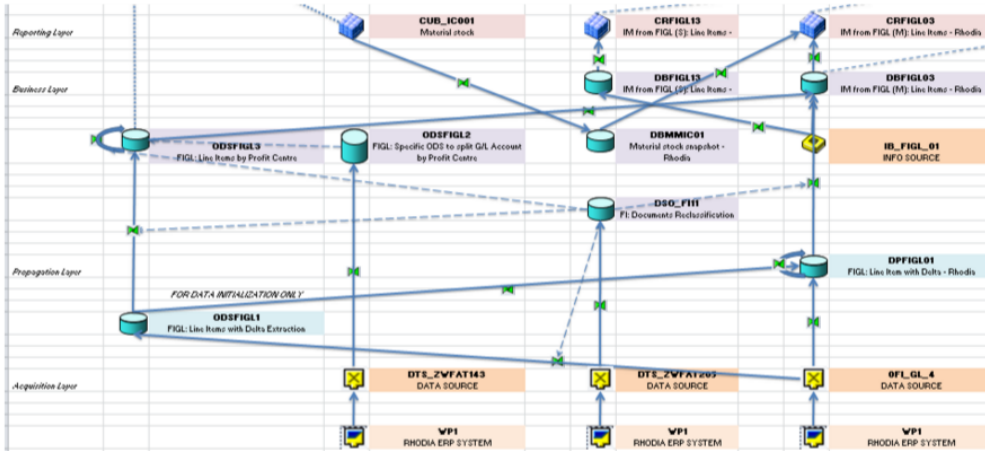 Reporting Layer
CUB_IC001
Material stock
CRFIGL13
IM from FIGL (S): Line Items -
CRFIGL03
IM from FIGL (M): Line Items - Rhodia
Business Layer
DBFIGL13
IM from FIGL (S): Line Items -
DBFIGL03
IM from FIGL (M): Line Items - Rhodia
ODSFIGL3
FIGL: Line Items by Profit Centre
ODSFIGL2
FIGL: Specific ODS to split G/L Account
by Profit Centre
DBMMIC01
Material stock snapshot -
Rhodia
IB_FIGL_01
INFO SOURCE
DSO_FI11
FI: Documents Reclassification
Propagation Layer
DPFIGL01
FIGL: Line Item with Delta - Rhodia
FOR DATA INITIALIZATION ONLY
ODSFIGL1
FIGL: Line Items with Delta Extraction
Acquisition Layer
DTS_ZWFAT143
DATA SOURCE
DTS_ZWFAT203
DATA SOURCE
0FI_GL_4
DATA SOURCE
WP1
RHODIA ERP SYSTEM
WP1
RHODIA ERP SYSTEM
WP1
RHODIA ERP SYSTEM